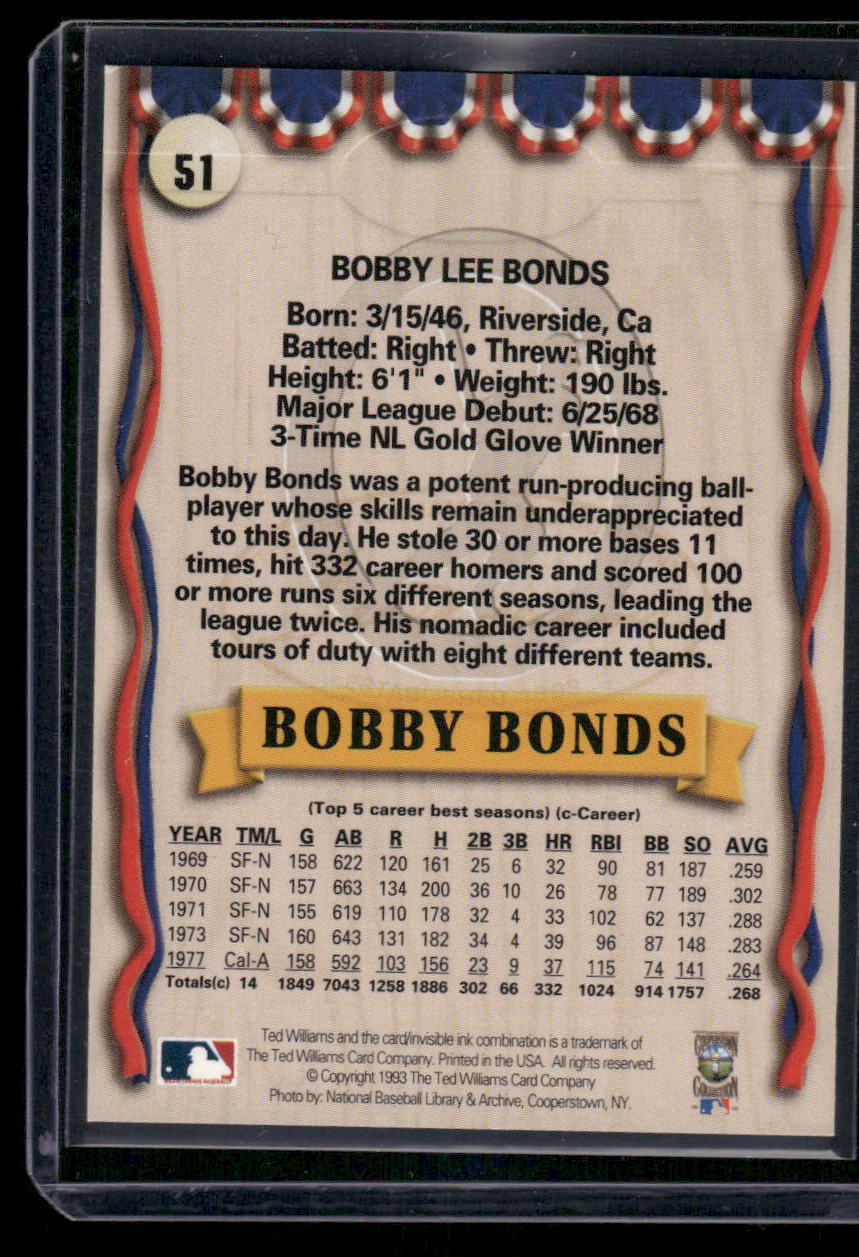 51
BOBBY LEE BONDS
Born: 3/15/46, Riverside, Ca
Batted: Right • Threw: Right
Height: 6'1" • Weight: 190 lbs.
Major League Debut: 6/25/68
3-Time NL Gold Glove Winner
Bobby Bonds was a potent run-producing ball-
player whose skills remain underappreciated
to this day. He stole 30 or more bases 11
times, hit 332 career homers and scored 100
or more runs six different seasons, leading the
league twice. His nomadic career included
tours of duty with eight different teams.
BOBBY BONDS
(Top 5 career best seasons) (c-Career)
YEAR TM/L G AB R H 2B 3B HR RBI BB SO AVG
1969 SF-N 158 622 120 161 25 6 32 90 81 187 .259
1970 SF-N 157 663 134 200 36 10 26 78 77 189 .302
1971 SF-N 155 619 110 178 32 4 33 102 62 137 .288
1973 SF-N 160 643 131 182 34 4 39 96 87 148 .283
1977 Cal-A 158 592 103 156 23 9 37 115 74 141 .264
Totals(c) 14 1849 7043 1258 1886 302 66 332 1024 914 1757 .268
Ted Williams and the card/invisible ink combination is a trademark of
The Ted Williams Card Company. Printed in the USA. All rights reserved.
© Copyright 1993 The Ted Williams Card Company
Photo by: National Baseball Library & Archive, Cooperstown, NY.
COOPERSTOWN
COLLECTION